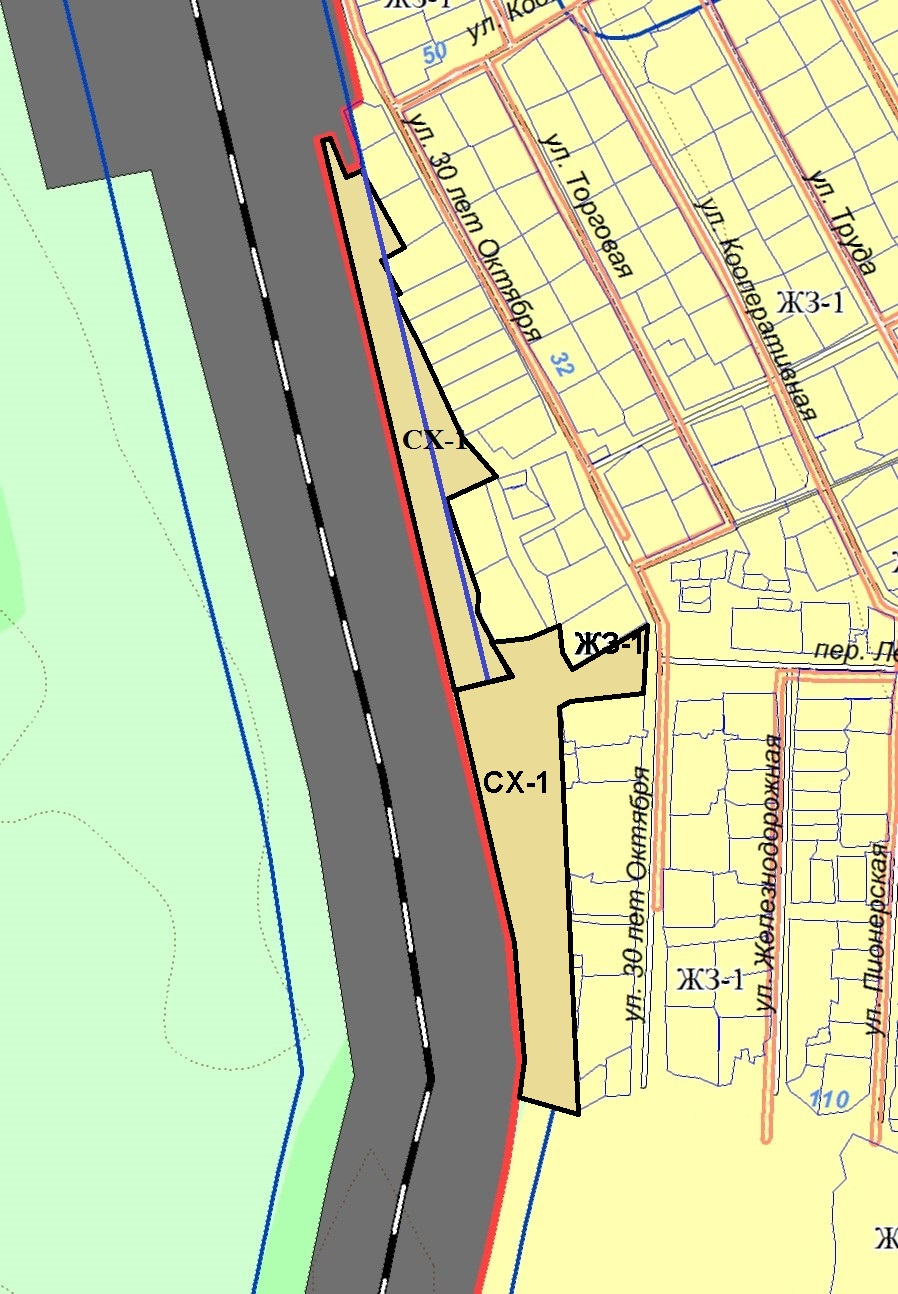 ЖЗ-1
ул. Коо
50
ул. 30 лет Октября
ул. Торговая
ул. Кооперативная
ул. Труда
ЖЗ-1
32
СХ-1
ЖЗ-1
пер. Ле
СХ-1
ул. 30 лет Октября
ул. Железнодорожная
ул. Пионерская
ЖЗ-1
110
Ж